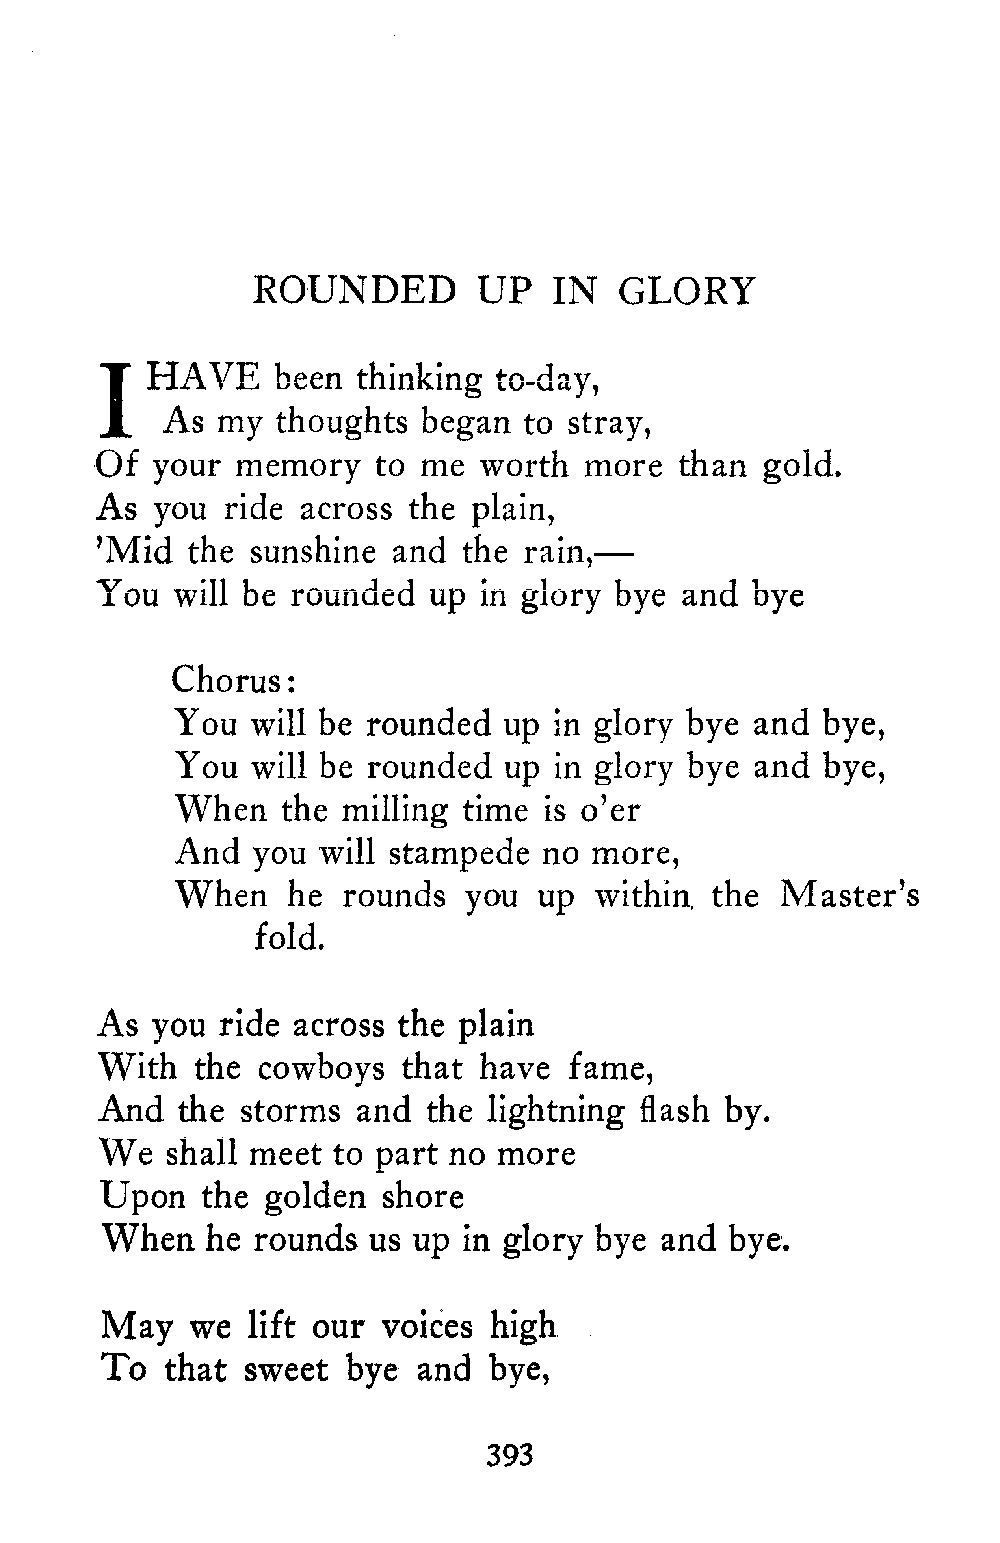 ROUNDED UP IN GLORY
I HAVE been thinking to-day,
As my thoughts began to stray,
Of your memory to me worth more than gold.
As you ride across the plain,
'Mid the sunshine and the rain,—
You will be rounded up in glory bye and bye
Chorus:
You will be rounded up in glory bye and bye,
You will be rounded up in glory bye and bye,
When the milling time is o'er
And you will stampede no more,
When he rounds you up within the Master's
fold.
As you ride across the plain
With the cowboys that have fame,
And the storms and the lightning flash by.
We shall meet to part no more
Upon the golden shore
When he rounds us up in glory bye and bye.
May we lift our voices high
To that sweet bye and bye,
393